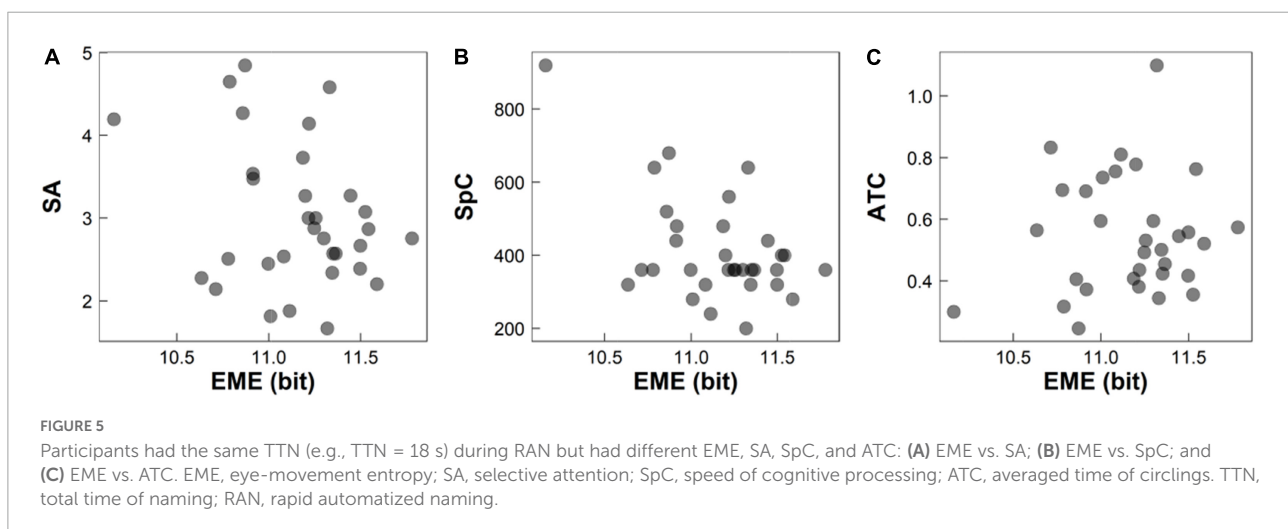 A
5
4
3
2
SA
10.5 11.0 11.5
EME (bit)
B
800
600
400
200
SpC
10.5 11.0 11.5
EME (bit)
C
1.0
0.8
0.6
0.4
ATC
10.5 11.0 11.5
EME (bit)
FIGURE 5
Participants had the same TTN (e.g., TTN = 18 s) during RAN but had different EME, SA, SpC, and ATC: (A) EME vs. SA; (B) EME vs. SpC; and
(C) EME vs. ATC. EME, eye-movement entropy; SA, selective attention; SpC, speed of cognitive processing; ATC, averaged time of circlings. TTN,
total time of naming; RAN, rapid automatized naming.